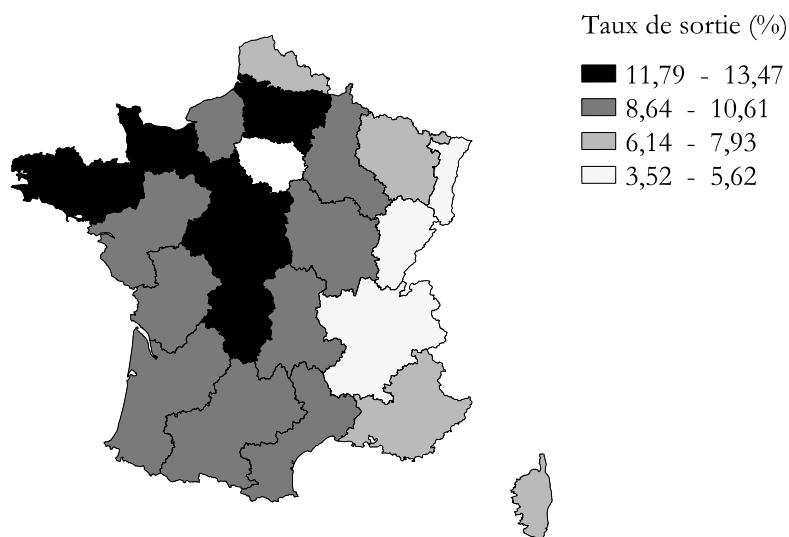 Taux de sortie (%)
11,79 - 13,47
8,64 - 10,61
6,14 - 7,93
3,52 - 5,62